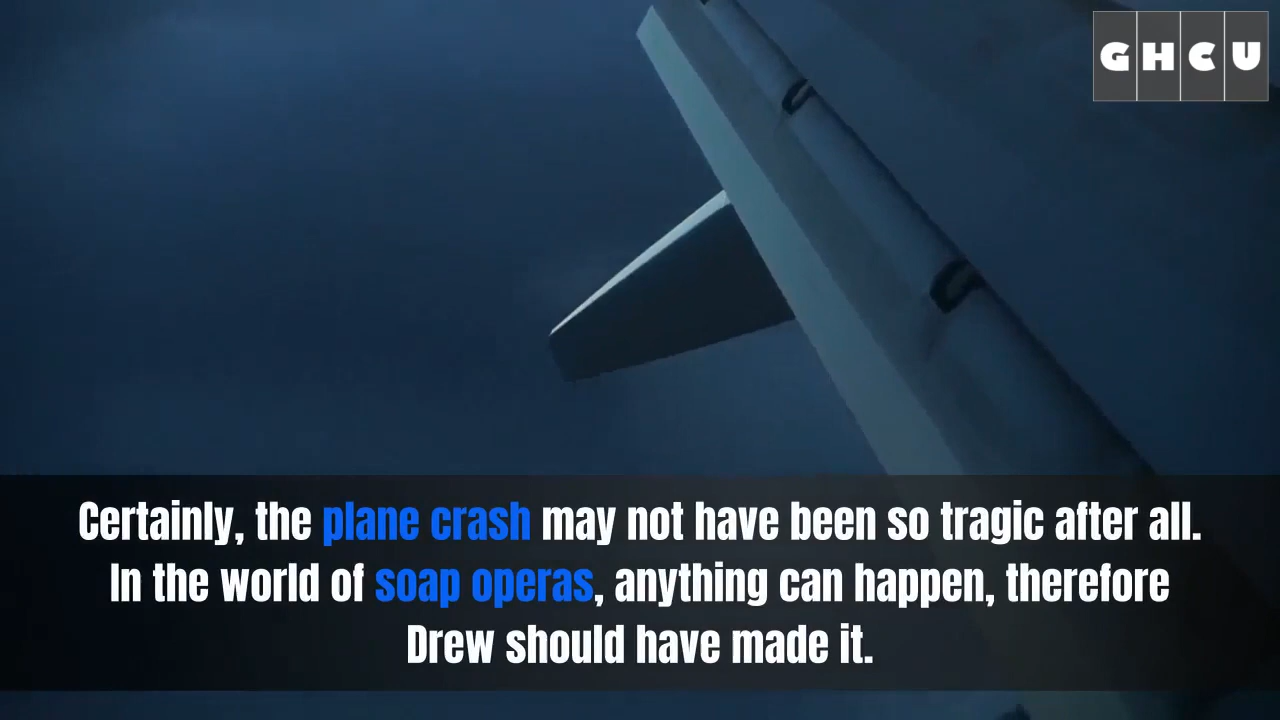 GHCU
Certainly, the plane crash may not have been so tragic after all.
In the world of soap operas, anything can happen, therefore
Drew should have made it.